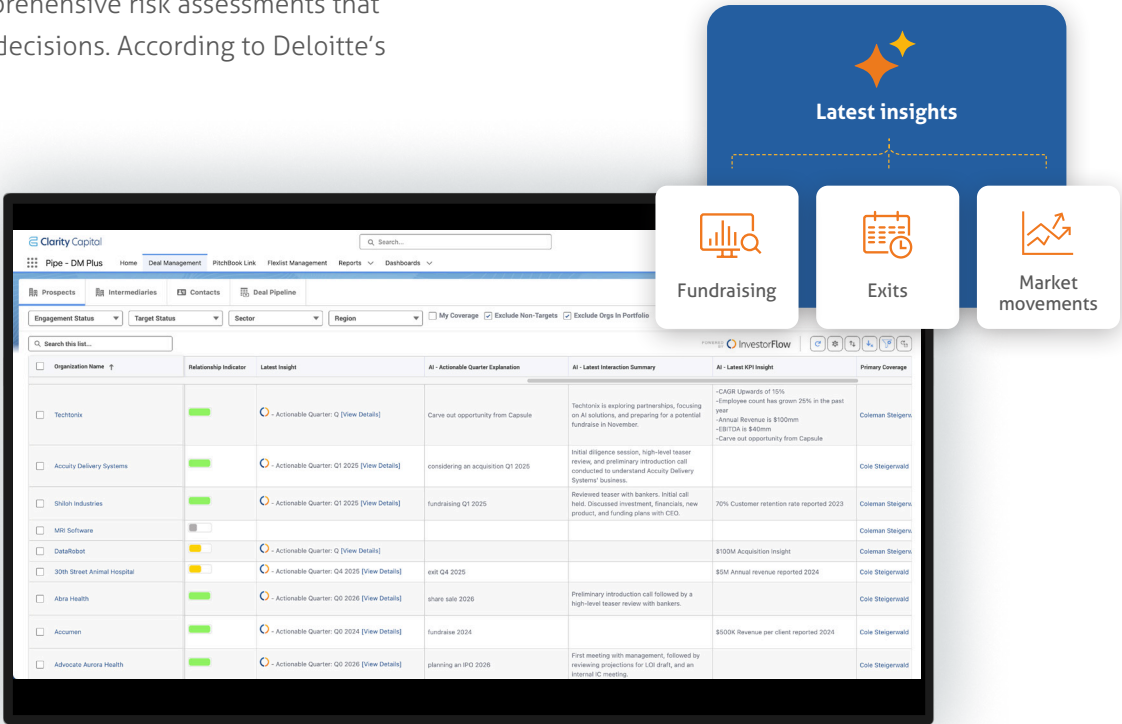 prehensive risk assessments that
decisions. According to Deloitte's
Latest insights
Fundraising
Exits
Market
movements
Clarity Capital
Search...
Pipe - DM Plus Home Deal Management PitchBook Link Flexlist Management Reports Dashboards
Prospects Intermediaries Contacts Deal Pipeline
Engagement Status Target Status Sector Region My Coverage Exclude Non-Targets Exclude Orgs In Portfolio
Search this list...
POWERED BY InvestorFlow
Organization Name ↑ Relationship Indicator Latest Insight AI - Actionable Quarter Explanation AI - Latest Interaction Summary AI - Latest KPI Insight Primary Coverage
Techtonix - Actionable Quarter: Q [View Details] Carve out opportunity from Capsule
Techtonix is exploring partnerships, focusing
on AI solutions, and preparing for a potential
fundraise in November.
-CAGR Upwards of 15%
-Employee count has grown 25% in the past
year
-Annual Revenue is $100mm
-EBITDA is $40mm
-Carve out opportunity from Capsule
Coleman Steigerw
Accuity Delivery Systems - Actionable Quarter: Q1 2025 [View Details] considering an acquisition Q1 2025
Initial diligence session, high-level teaser
review, and preliminary introduction call
conducted to understand Accuity Delivery
Systems' business.
Cole Steigerwald
Shiloh Industries - Actionable Quarter: Q1 2025 [View Details] fundraising Q1 2025
Reviewed teaser with bankers. Initial call
held. Discussed investment, financials, new
product, and funding plans with CEO.
70% Customer retention rate reported 2023
Coleman Steigerw
MRI Software Coleman Steigerw
DataRobot - Actionable Quarter: Q [View Details] $100M Acquisition Insight Coleman Steigerw
30th Street Animal Hospital - Actionable Quarter: Q4 2025 [View Details] exit Q4 2025 $5M Annual revenue reported 2024 Cole Steigerwald
Abra Health - Actionable Quarter: Q0 2026 [View Details] share sale 2026
Preliminary introduction call followed by a
high-level teaser review with bankers.
Cole Steigerwald
Accumen - Actionable Quarter: Q0 2024 [View Details] fundraise 2024 $500K Revenue per client reported 2024 Cole Steigerwald
Advocate Aurora Health - Actionable Quarter: Q0 2026 [View Details] planning an IPO 2026
First meeting with management, followed by
reviewing projections for LOI draft, and an
internal IC meeting.
Cole Steigerwald